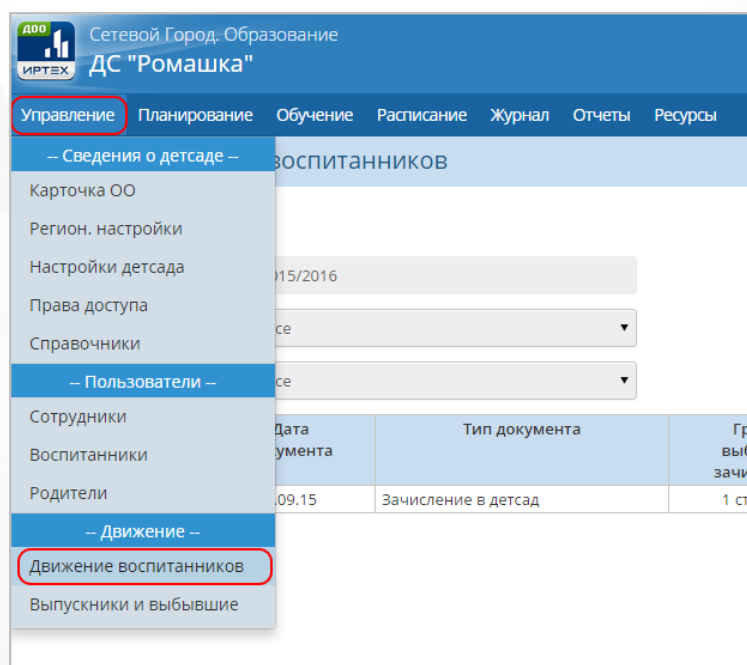 ДОО
ИРТЕХ
Сетевой Город. Образование
ДС "Ромашка"
Управление Планирование Обучение Расписание Журнал Отчеты Ресурсы
-- Сведения о детсаде --
воспитанников
Карточка ОО
Регион. настройки
Настройки детсада
015/2016
Права доступа
се
Справочники
-- Пользователи --
се
Сотрудники
Дата
Тип документа
Воспитанники
Родители
.09.15 Зачисление в детсад 1
-- Движение --
Движение воспитанников
Выпускники и выбывшие